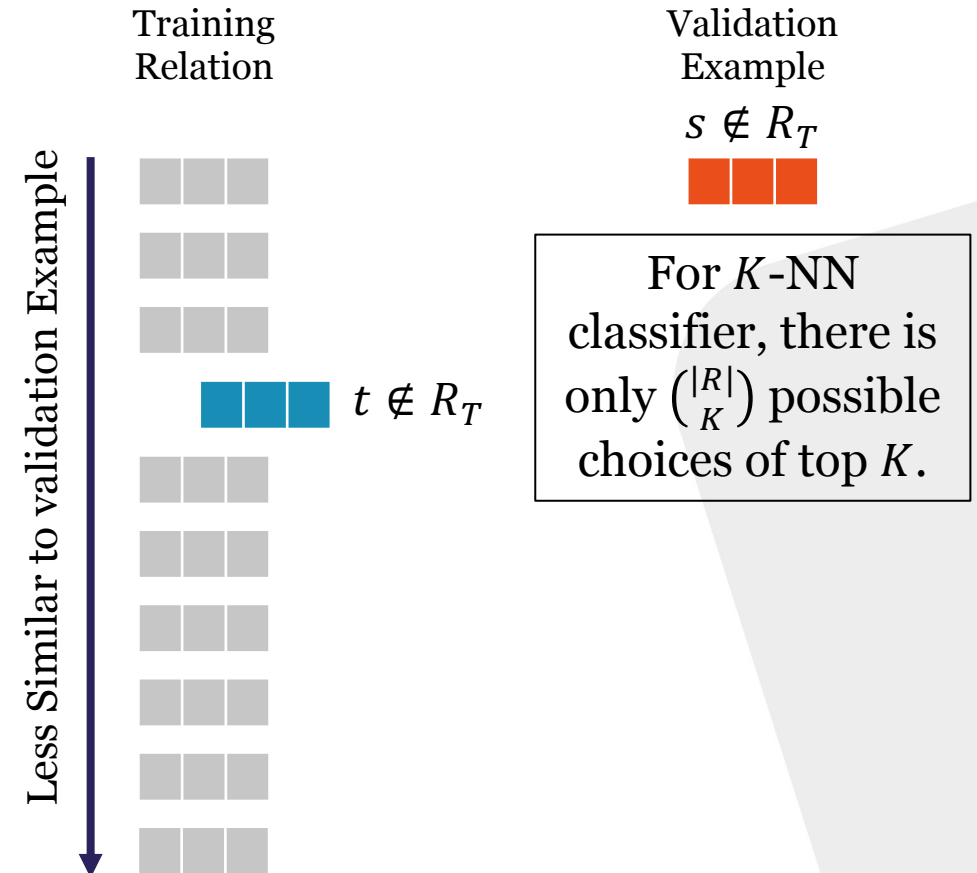 Training
Relation
Validation
Example
s ∉ R_T
Less Similar to validation Example
t ∉ R_T
For K-NN
classifier, there is
only \binom{|R|}{K} possible
choices of top K.